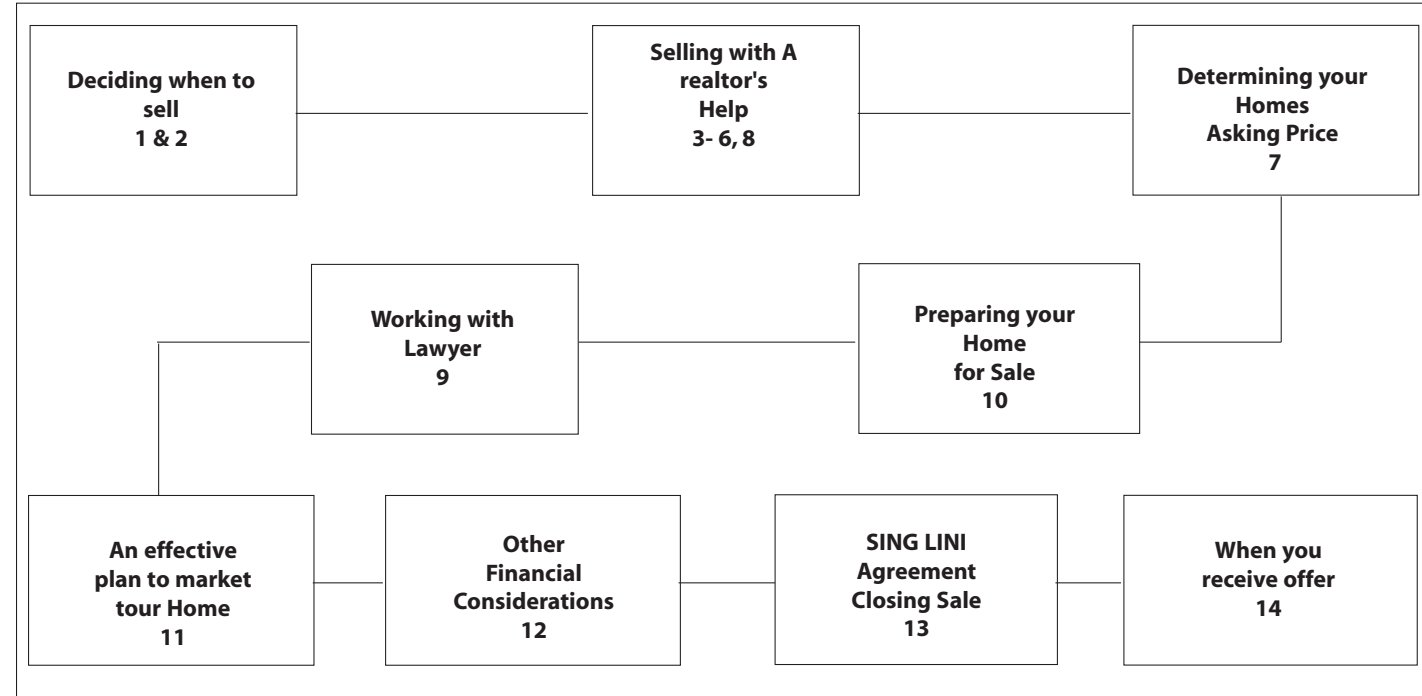 Deciding when to
sell
1 & 2
Selling with A
realtor's
Help
3- 6, 8
Determining your
Homes
Asking Price
7
Working with
Lawyer
9
Preparing your
Home
for Sale
10
An effective
plan to market
tour Home
11
Other
Financial
Considerations
12
SING LINI
Agreement
Closing Sale
13
When you
receive offer
14